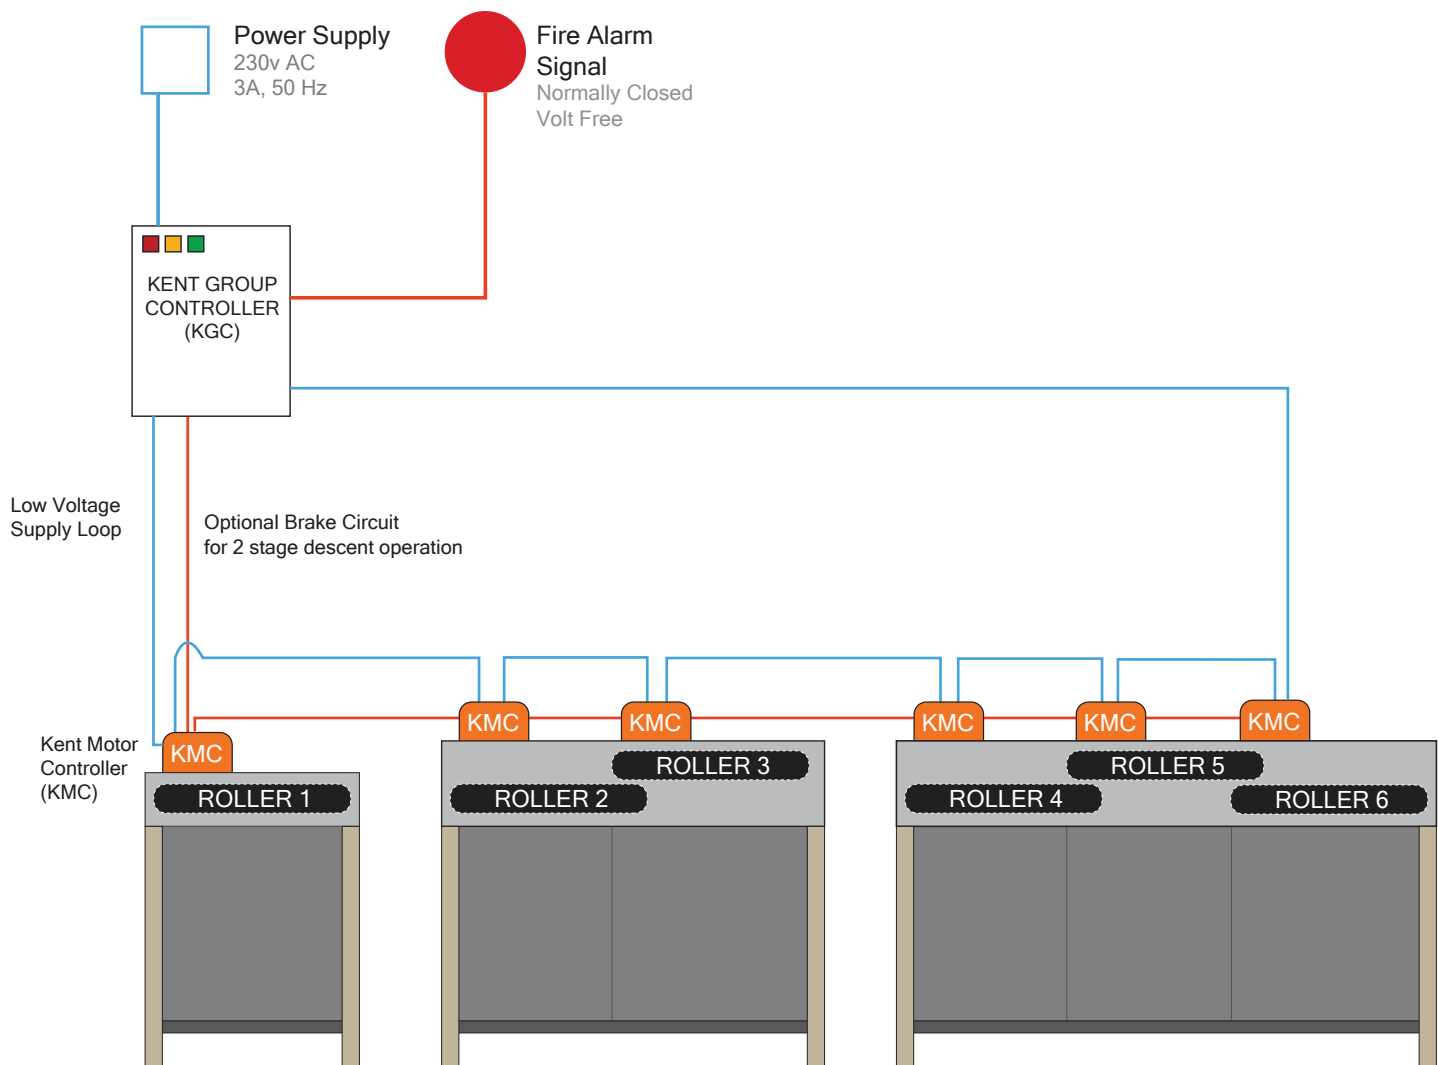 Power Supply
230v AC
3A, 50 Hz
Fire Alarm
Signal
Normally Closed
Volt Free
KENT GROUP
CONTROLLER
(KGC)
Low Voltage
Supply Loop
Optional Brake Circuit
for 2 stage descent operation
Kent Motor
Controller
(KMC)
KMC
KMC
KMC
KMC
KMC
KMC
ROLLER 1
ROLLER 2
ROLLER 3
ROLLER 4
ROLLER 5
ROLLER 6